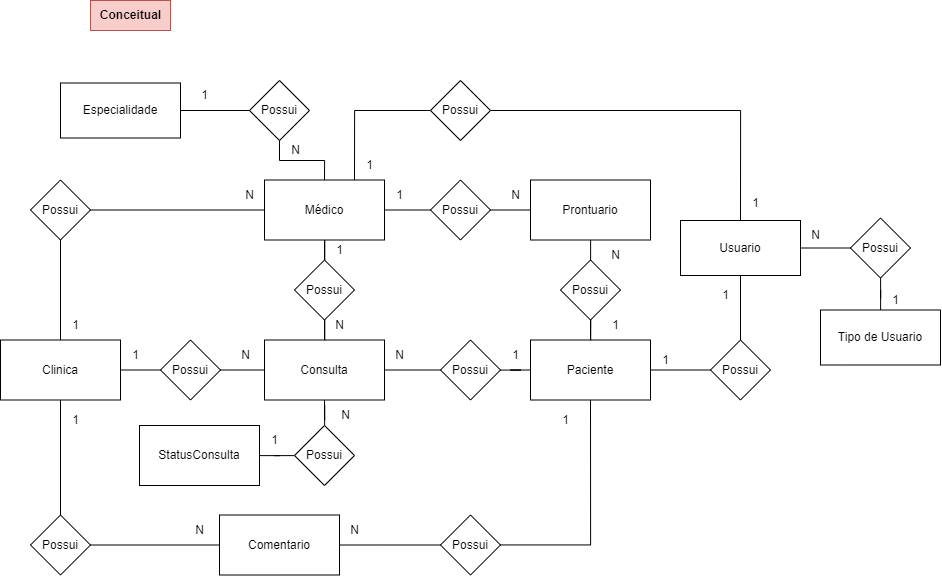 Conceitual
Especialidade
1
Possui
N
Possui
1
1
Possui
N
Médico
1
Possui
N
Prontuario
Usuario
N
Possui
1
Possui
N
Possui
N
1
1
1
Tipo de Usuario
1
Clinica
1
Possui
N
Consulta
N
Possui
1
Paciente
1
Possui
1
N
1
StatusConsulta
1
Possui
Possui
N
Comentario
N
Possui